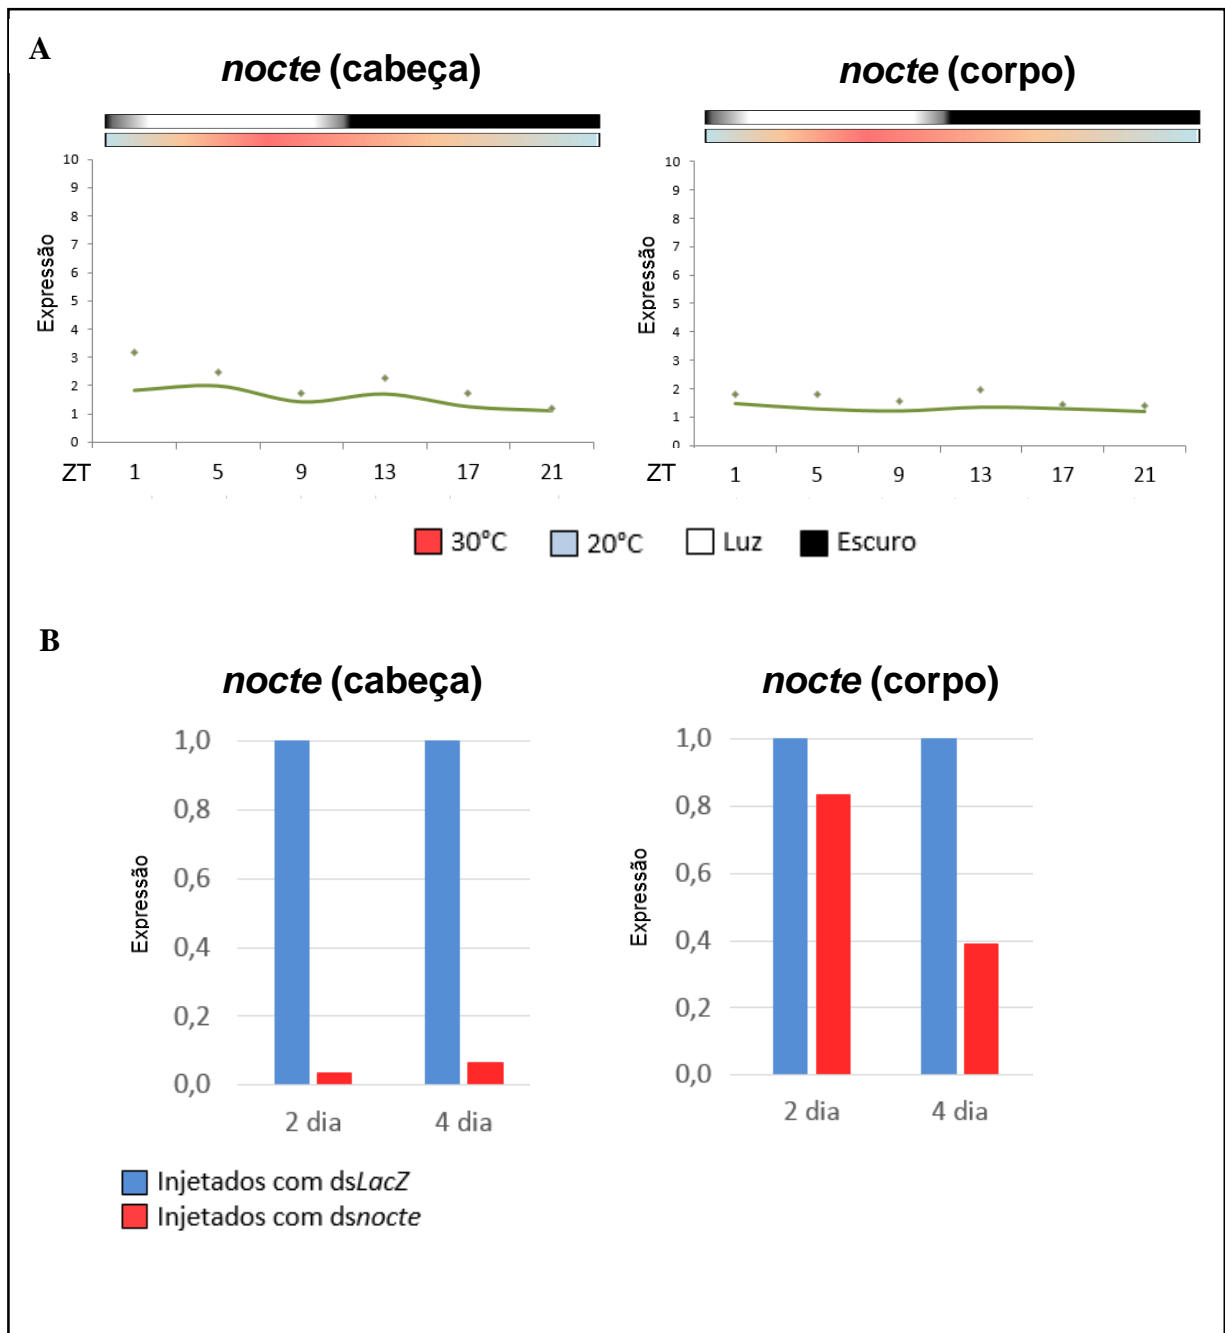 A
nocte (cabeça)
nocte (corpo)
Expressão
10
9
8
7
6
5
4
3
2
1
0
ZT 1 5 9 13 17 21
Expressão
10
9
8
7
6
5
4
3
2
1
0
ZT 1 5 9 13 17 21
30°C 20°C Luz Escuro
B
nocte (cabeça)
nocte (corpo)
Expressão
1,0
0,8
0,6
0,4
0,2
0,0
2 dia 4 dia
Expressão
1,0
0,8
0,6
0,4
0,2
0,0
2 dia 4 dia
Injetados com dsLacZ
Injetados com dsnocte